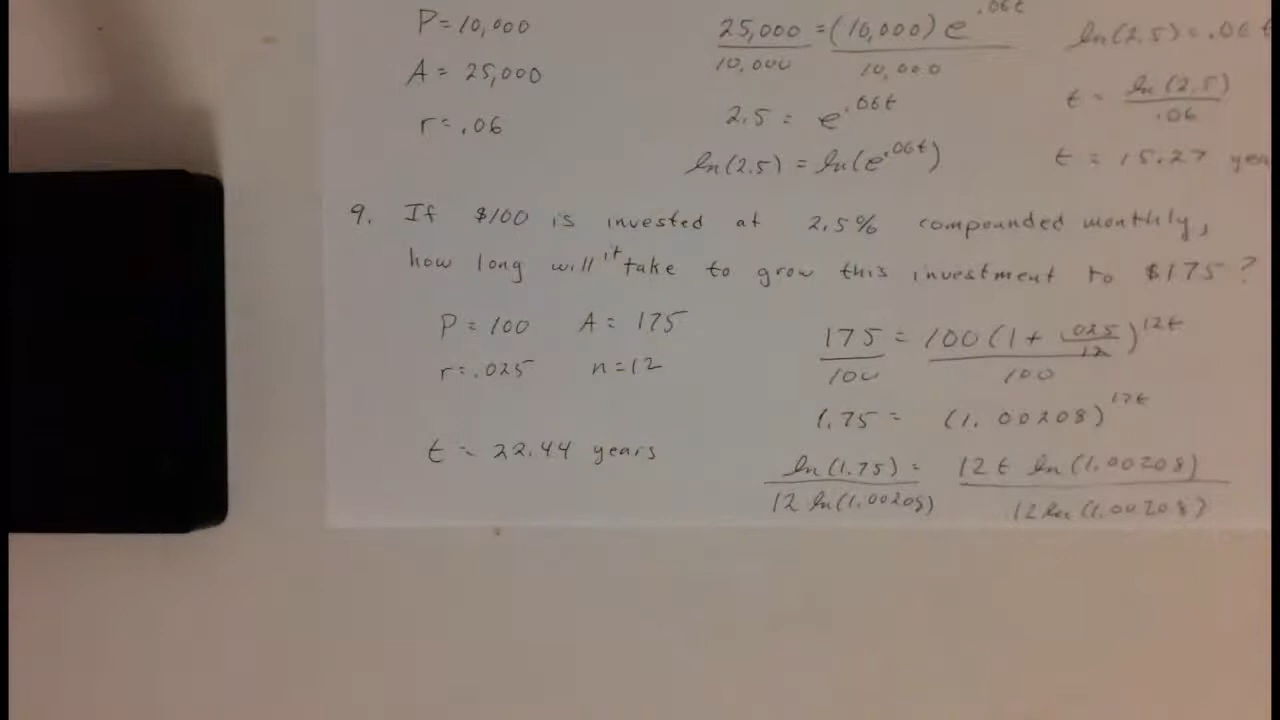 P = 10,000
A = 25,000
r = .06
25,000 = (10,000) e^.06t
10,000 10,000
2.5 = e^.06t
ln(2.5) = ln(e^.06t)
ln(2.5) = .06 t
t = ln(2.5)
.06
t = 15.27
9. If $100 is invested at 2.5% compounded monthly,
how long will it take to grow this investment to $175?
P = 100 A = 175
r = .025 n = 12
t = 22.44 years
175 = 100(1 + .025/12)^12t
100 100
1.75 = (1.00208)^12t
ln(1.75) = 12t ln(1.00208)
12 ln(1.00208) 12 ln(1.00208)